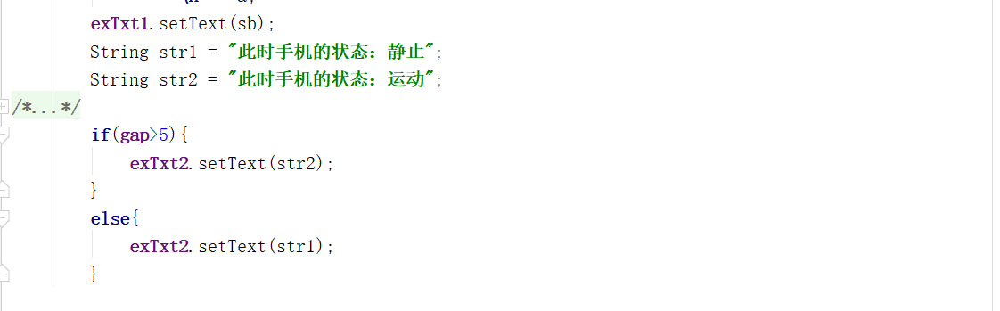 exTxt1.setText(sb);
String str1 = "此时手机的状态：静止";
String str2 = "此时手机的状态：运动";
/*...*/
if(gap>5){
exTxt2.setText(str2);
}
else{
exTxt2.setText(str1);
}